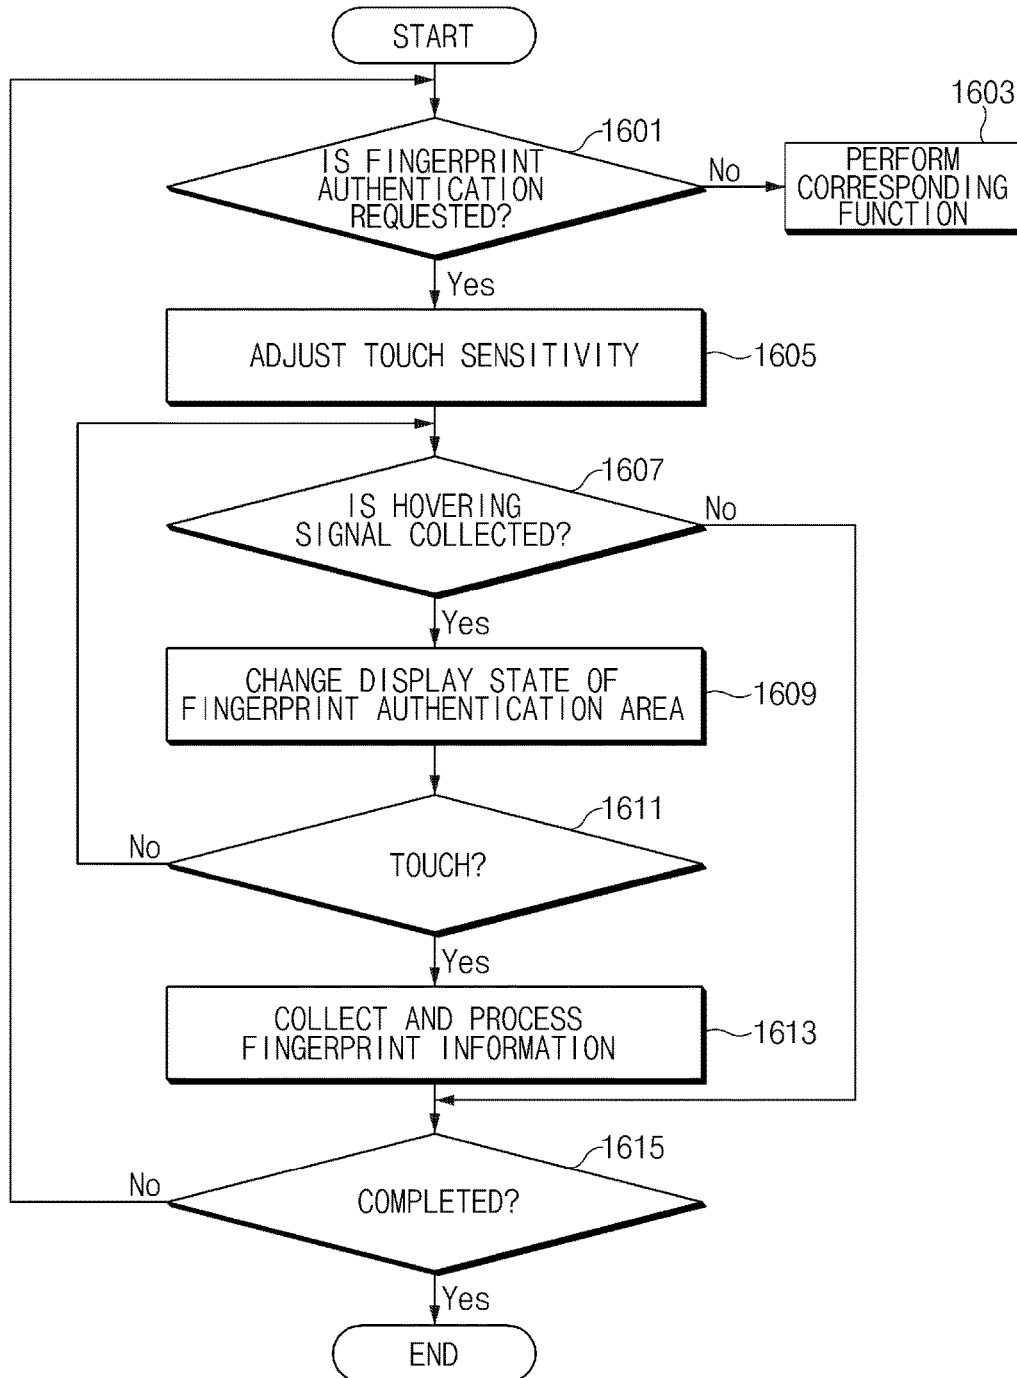 START
1601
1603
IS FINGERPRINT
AUTHENTICATION
REQUESTED?
No
PERFORM
CORRESPONDING
FUNCTION
Yes
ADJUST TOUCH SENSITIVITY
1605
1607
IS HOVERING
SIGNAL COLLECTED?
No
Yes
CHANGE DISPLAY STATE OF
FINGERPRINT AUTHENTICATION AREA
1609
1611
No
TOUCH?
Yes
COLLECT AND PROCESS
FINGERPRINT INFORMATION
1613
1615
No
COMPLETED?
Yes
END